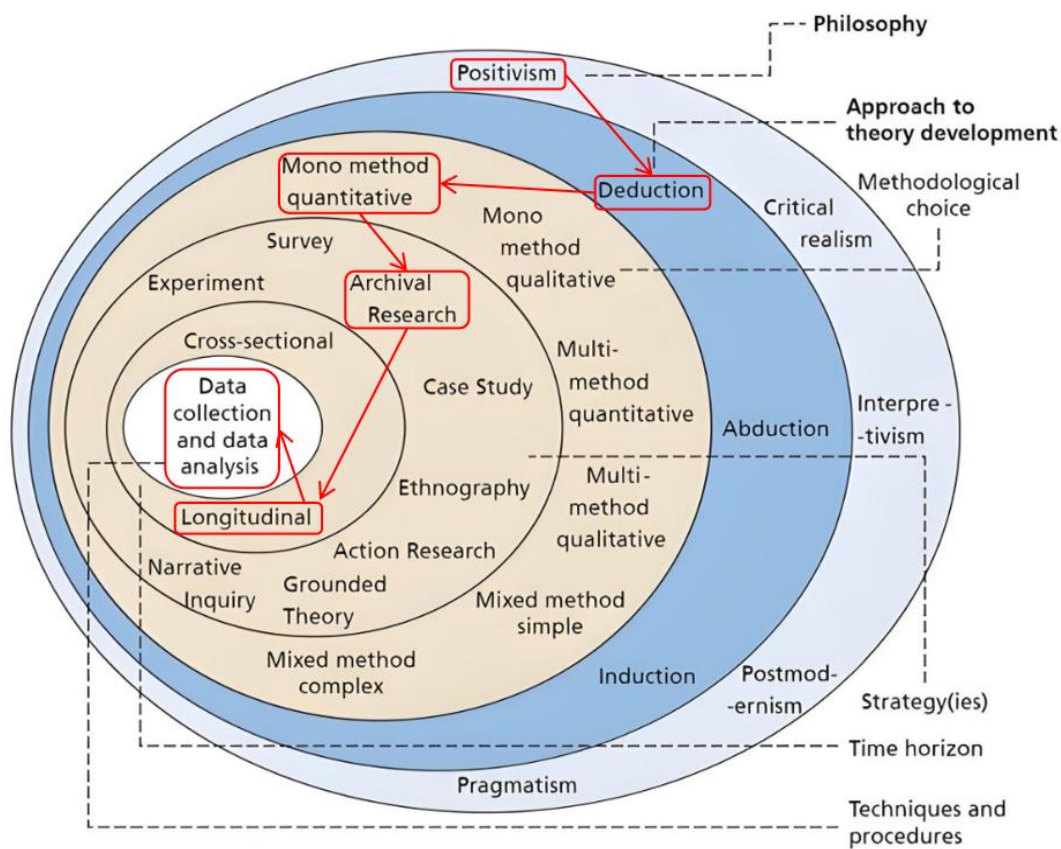 Philosophy
Positivism
Approach to
theory development
Mono method
quantitative
Deduction
Methodological
choice
Critical
realism
Mono
method
qualitative
Survey
Experiment
Archival
Research
Cross-sectional
Multi-
method
quantitative
Case Study
Data
collection
and data
analysis
Abduction
Interpre-
-tivism
Ethnography
Multi-
method
qualitative
Longitudinal
Action Research
Narrative
Inquiry
Grounded
Theory
Mixed method
simple
Mixed method
complex
Induction
Postmod-
-ernism
Strategy(ies)
Time horizon
Pragmatism
Techniques and
procedures